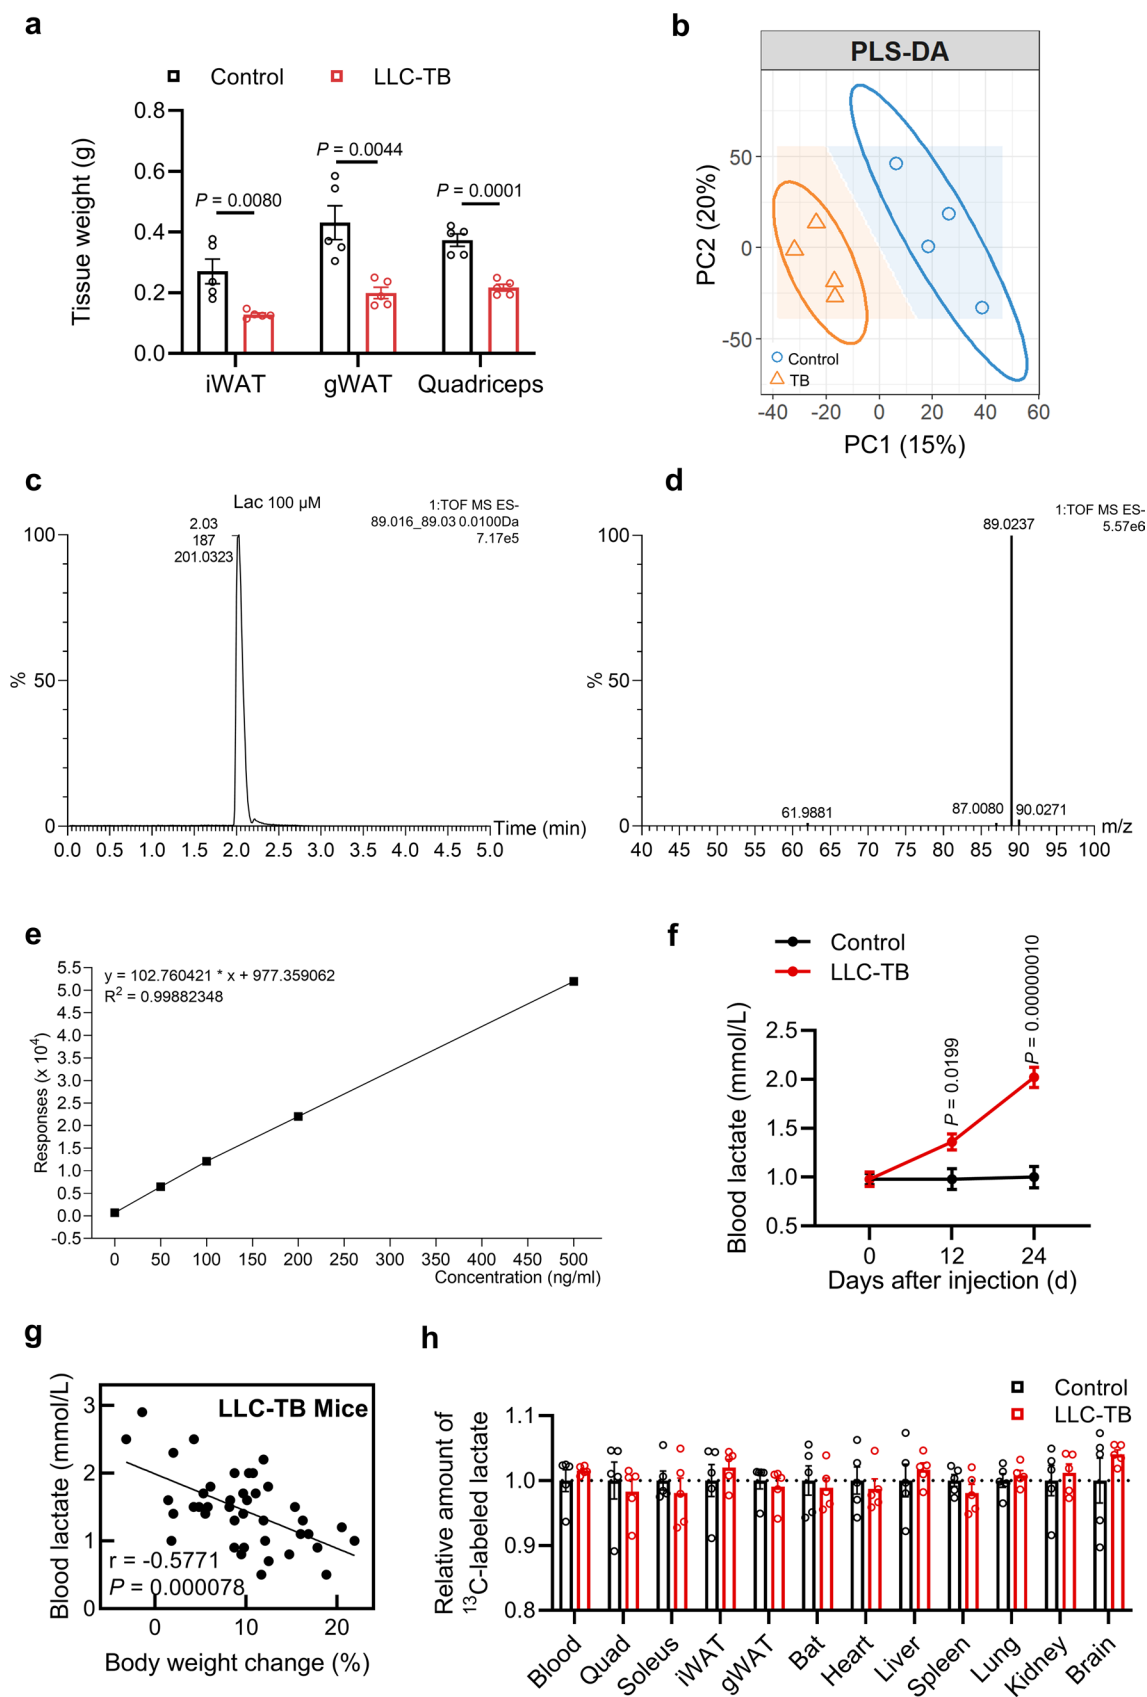 a
Control
LLC-TB
Tissue weight (g)
0.8
0.6
0.4
0.2
0.0
P = 0.0080
P = 0.0044
P = 0.0001
iWAT
gWAT
Quadriceps
b
PLS-DA
PC2 (20%)
50
0
-50
Control
TB
-40
-20
0
20
40
60
PC1 (15%)
c
Lac 100 μM
1:TOF MS ES-
89.016_89.03 0.0100Da
7.17e5
2.03
187
201.0323
100
%
50
0
Time (min)
0.0 0.5 1.0 1.5 2.0 2.5 3.0 3.5 4.0 4.5 5.0
d
1:TOF MS ES-
5.57e6
89.0237
100
%
50
0
61.9881
87.0080
90.0271
m/z
40 45 50 55 60 65 70 75 80 85 90 95 100
e
y = 102.760421 * x + 977.359062
R2 = 0.99882348
Responses (x 104)
5.5
5.0
4.5
4.0
3.5
3.0
2.5
2.0
1.5
1.0
0.5
0.0
-0.5
0 50 100 150 200 250 300 350 400 450 500
Concentration (ng/ml)
f
Control
LLC-TB
Blood lactate (mmol/L)
2.5
2.0
1.5
1.0
0.5
P = 0.0199
P = 0.00000010
0
12
24
Days after injection (d)
g
LLC-TB Mice
Blood lactate (mmol/L)
3
2
1
0
r = -0.5771
P = 0.000078
0
10
20
Body weight change (%)
h
Control
LLC-TB
Relative amount of
13C-labeled lactate
1.1
1.0
0.9
0.8
Blood
Quad
Soleus
iWAT
gWAT
Bat
Heart
Liver
Spleen
Lung
Kidney
Brain